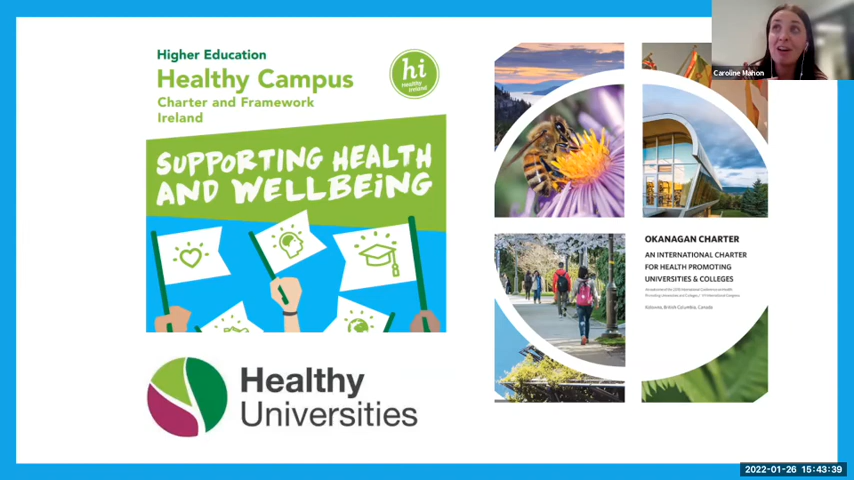 Higher Education
Healthy Campus
Charter and Framework
Ireland
hi
Healthy
Ireland
SUPPORTING HEALTH
AND WELLBEING
Healthy
Universities
Caroline Mahon
OKANAGAN CHARTER
AN INTERNATIONAL CHARTER
FOR HEALTH PROMOTING
UNIVERSITIES & COLLEGES
Kelowna, British Columbia, Canada
2022-01-26 15:43:39